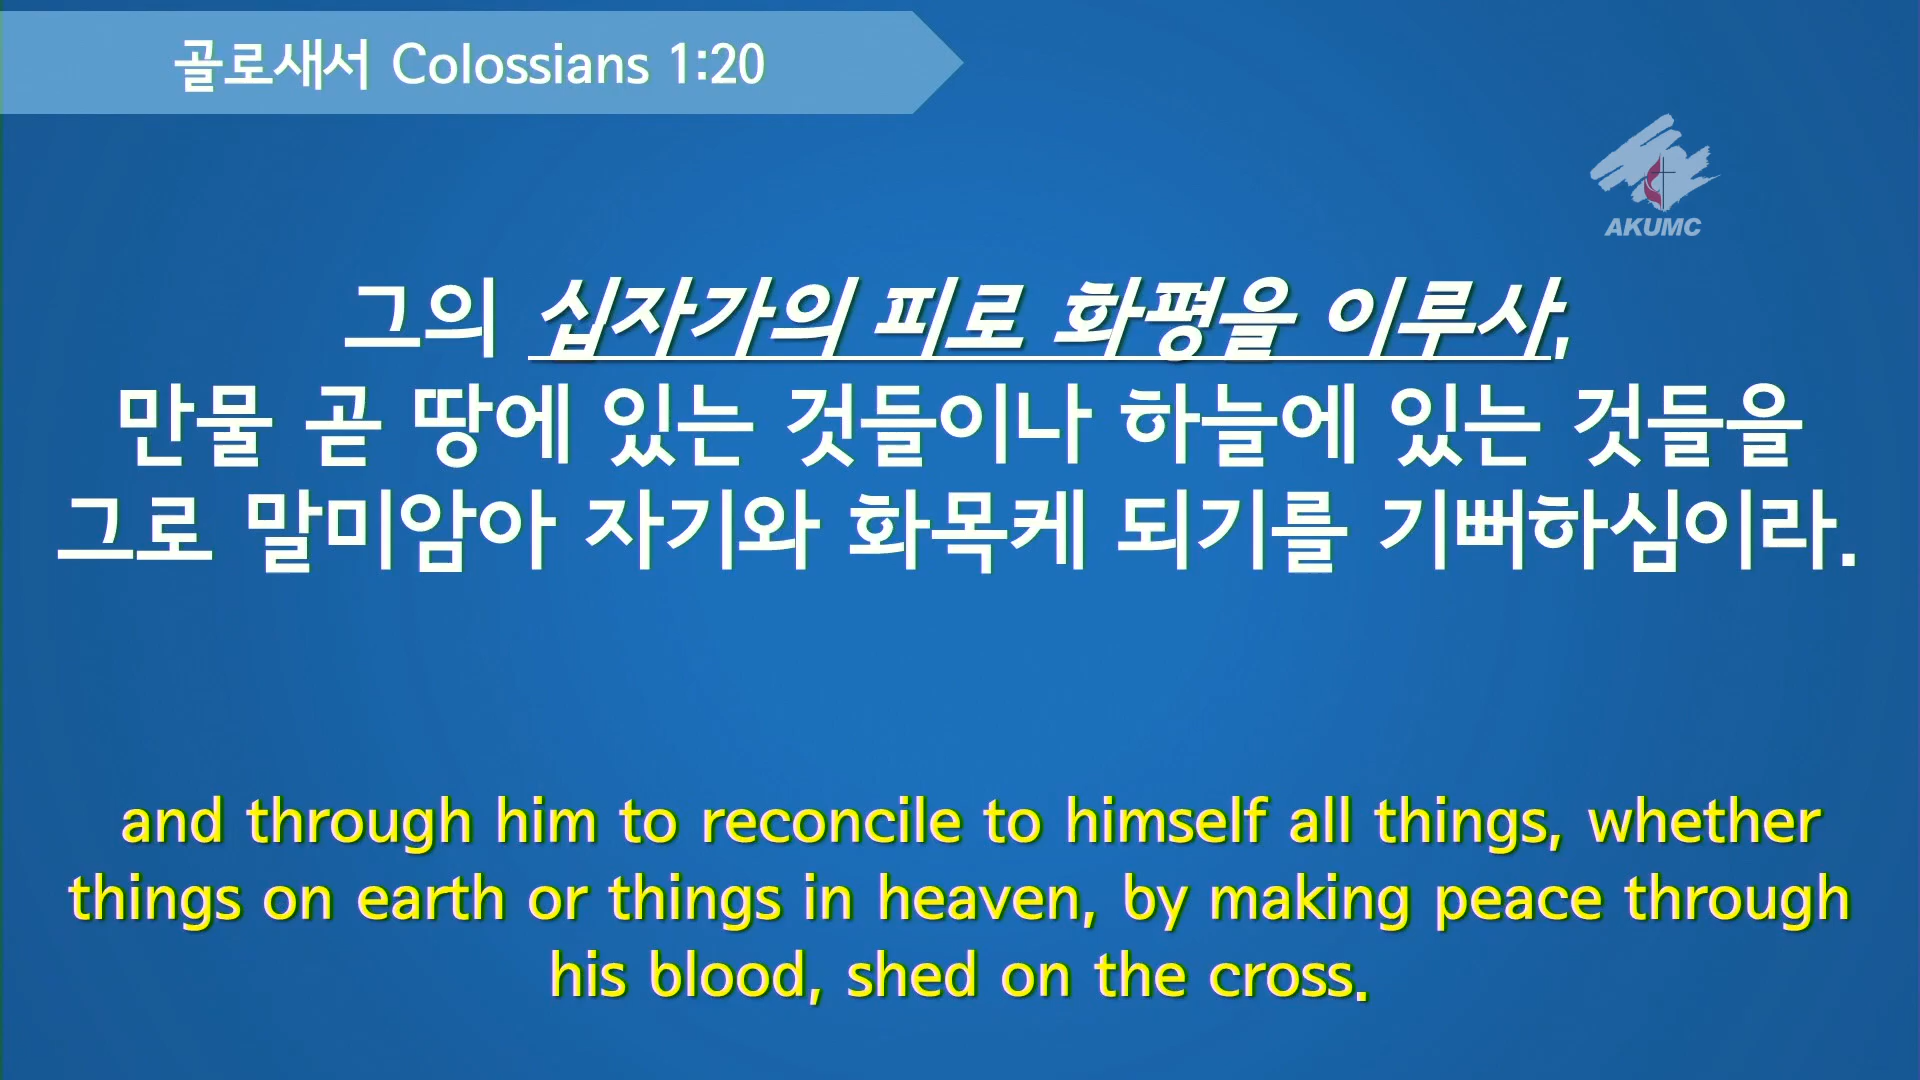 골로새서 Colossians 1:20
AKUMC
그의 십자가의 피로 화평을 이루사,
만물 곧 땅에 있는 것들이나 하늘에 있는 것들을
그로 말미암아 자기와 화목케 되기를 기뻐하심이라.
and through him to reconcile to himself all things, whether
things on earth or things in heaven, by making peace through
his blood, shed on the cross.